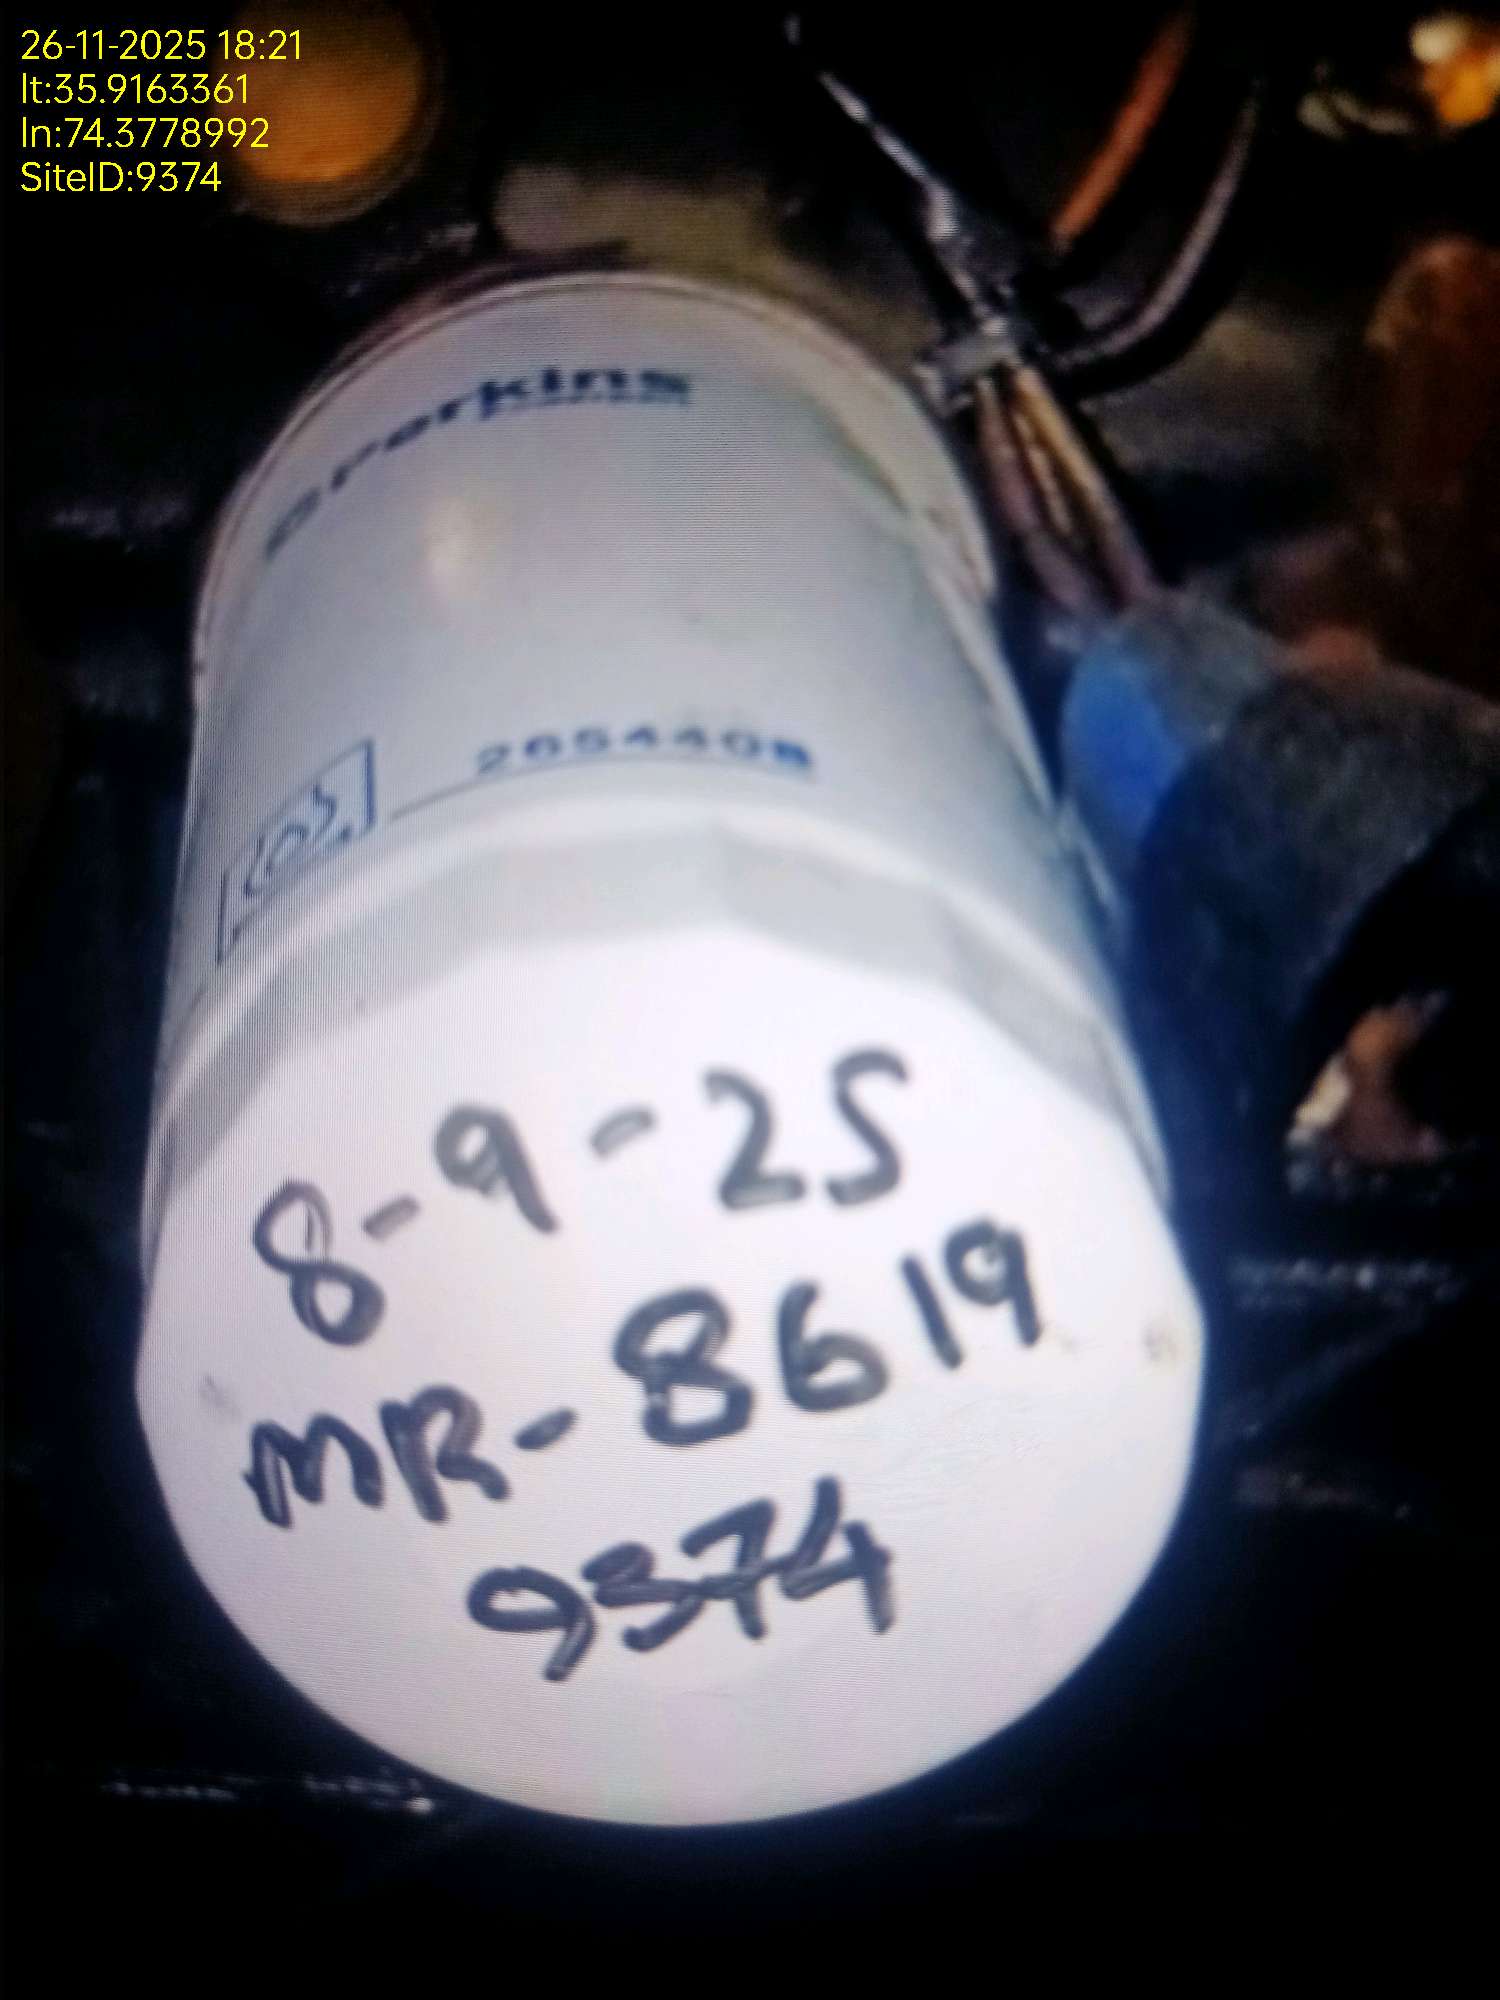 26-11-2025 18:21
lt:35.9163361
ln:74.3778992
SiteID:9374
Perkins
2654408
8-9-25
MR-8619
9374